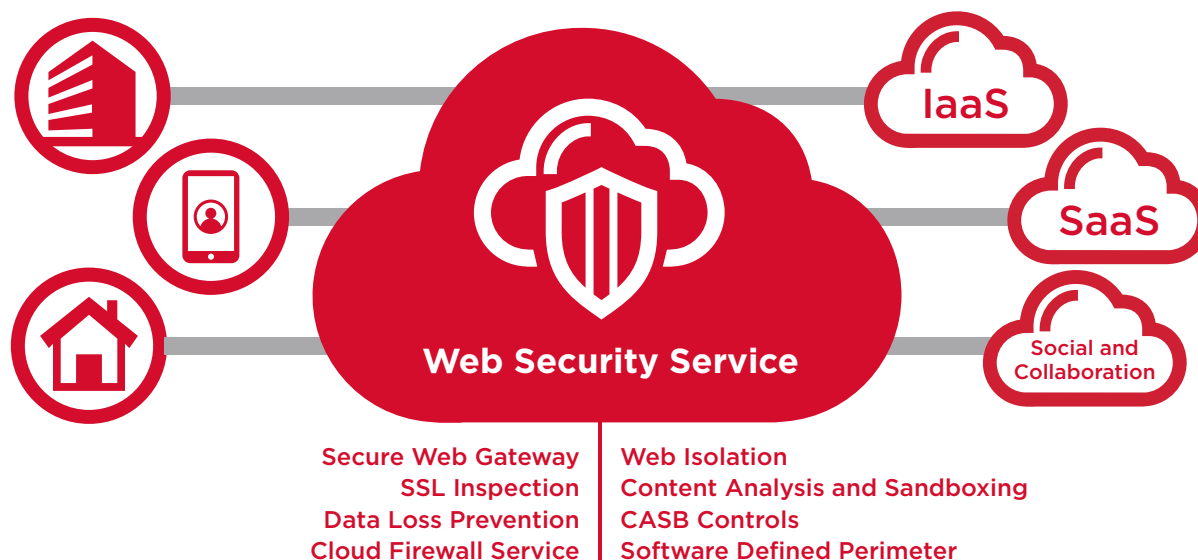 IaaS
SaaS
Social and
Collaboration
Web Security Service
Secure Web Gateway
SSL Inspection
Data Loss Prevention
Cloud Firewall Service
Web Isolation
Content Analysis and Sandboxing
CASB Controls
Software Defined Perimeter